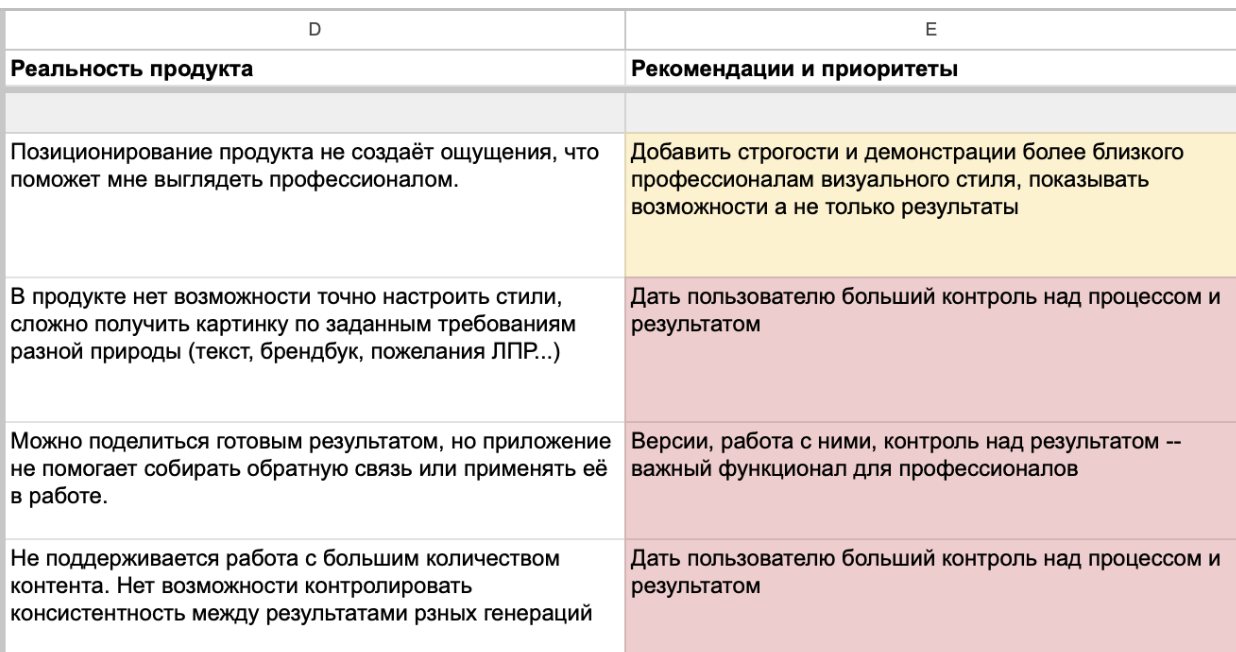 D
E
Реальность продукта
Рекомендации и приоритеты
Позиционирование продукта не создаёт ощущения, что
поможет мне выглядеть профессионалом.
Добавить строгости и демонстрации более близкого
профессионалам визуального стиля, показывать
возможности а не только результаты
В продукте нет возможности точно настроить стили,
сложно получить картинку по заданным требованиям
разной природы (текст, брендбук, пожелания ЛПР...)
Дать пользователю больший контроль над процессом и
результатом
Можно поделиться готовым результатом, но приложение
не помогает собирать обратную связь или применять её
в работе.
Версии, работа с ними, контроль над результатом --
важный функционал для профессионалов
Не поддерживается работа с большим количеством
контента. Нет возможности контролировать
консистентность между результатами рзных генераций
Дать пользователю больший контроль над процессом и
результатом